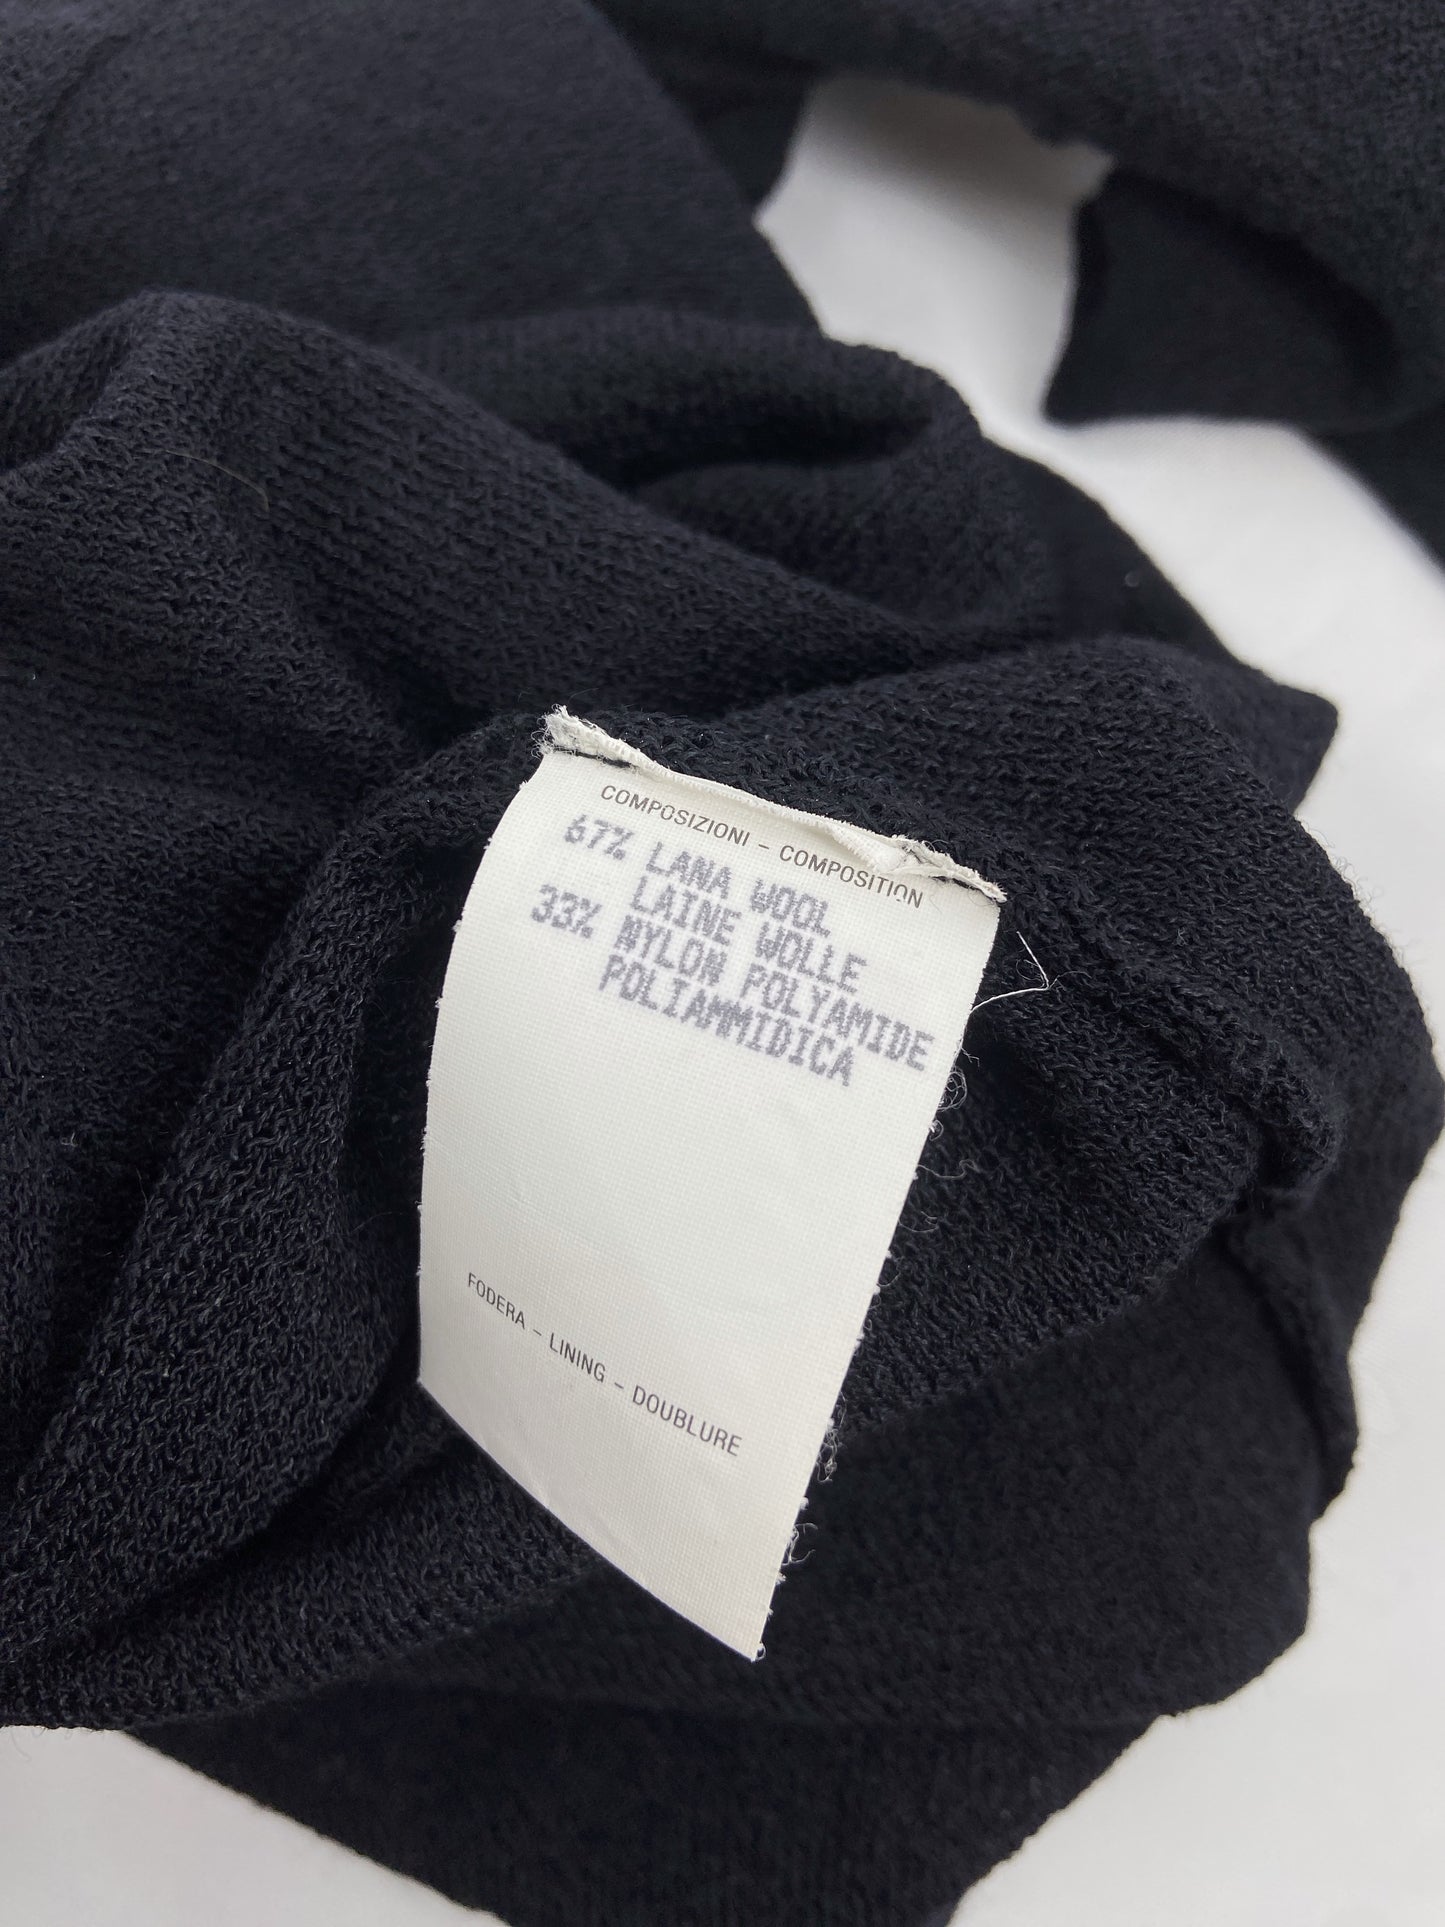 COMPOSIZIONI - COMPOSITION
67% LANA WOOL
LAINE WOLLE
33% NYLON POLYAMIDE
POLIAMMIDICA
FODERA - LINING - DOUBLURE